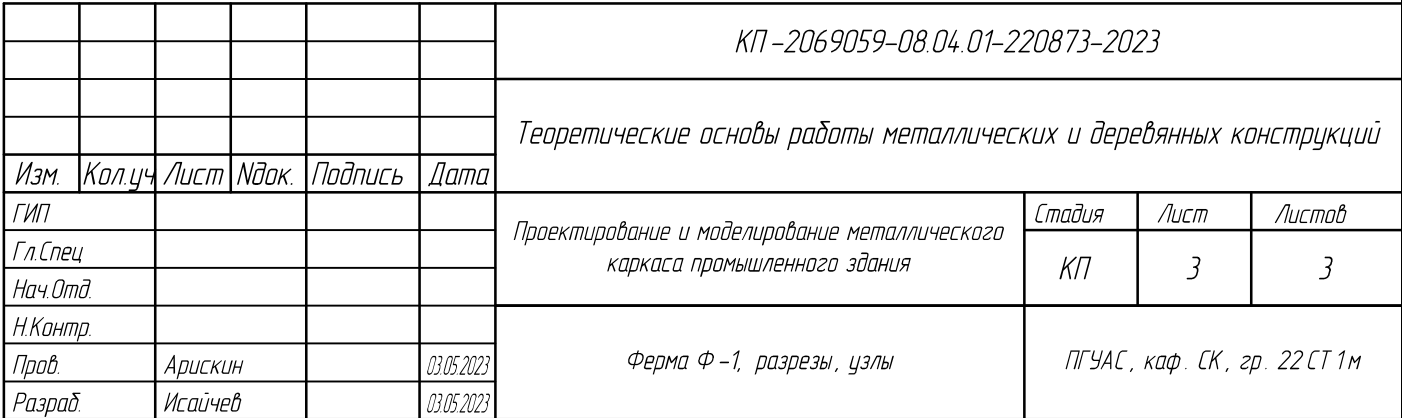 КП-2069059-08.04.01-220873-2023
Теоретические основы работы металлических и деревянных конструкций
Изм. Кол.уч Лист Nдок. Подпись Дата
ГИП
Гл.Спец
Нач.Отд.
Н.Контр.
Пров. Арискин 03.05.2023
Разраб. Исайчев 03.05.2023
Проектирование и моделирование металлического
каркаса промышленного здания
Стадия Лист Листов
КП 3 3
Ферма Ф-1, разрезы, узлы
ПГУАС, каф. СК, гр. 22СТ1м